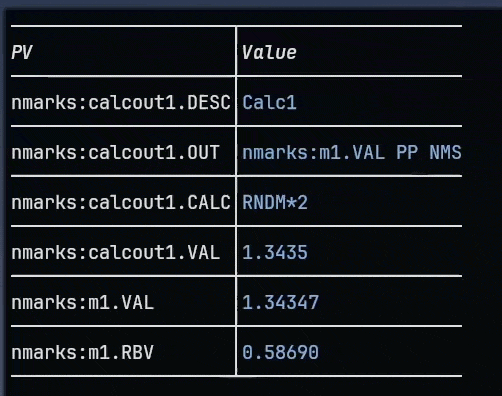 PV Value
nmarks:calcout1.DESC Calc1
nmarks:calcout1.OUT nmarks:m1.VAL PP NMS
nmarks:calcout1.CALC RNDM*2
nmarks:calcout1.VAL 1.3435
nmarks:m1.VAL 1.34347
nmarks:m1.RBV 0.58690